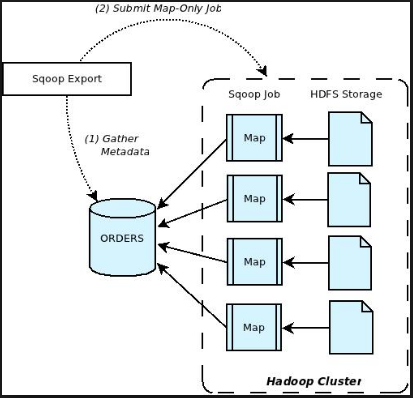 (2) Submit Map-Only Job
Sqoop Export
Sqoop Job
HDFS Storage
(1) Gather
Metadata
Map
Map
ORDERS
Map
Map
Hadoop Cluster